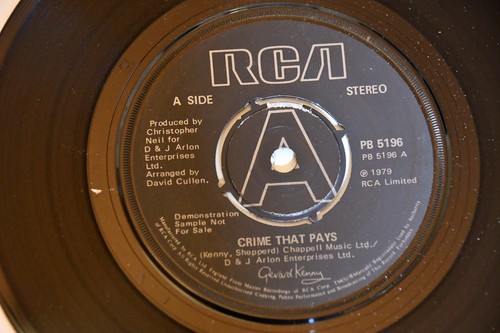 RCA
A SIDE
STEREO
Produced by
Christopher
Neil for
D & J Arlon
Enterprises
Ltd.
Arranged by
David Cullen.
A
PB 5196
PB 5196 A
℗ 1979
RCA Limited
Demonstration
Sample Not
For Sale
CRIME THAT PAYS
(Kenny, Shepperd) Chappell Music Ltd./
D & J Arlon Enterprises Ltd.
Gerard Kenny